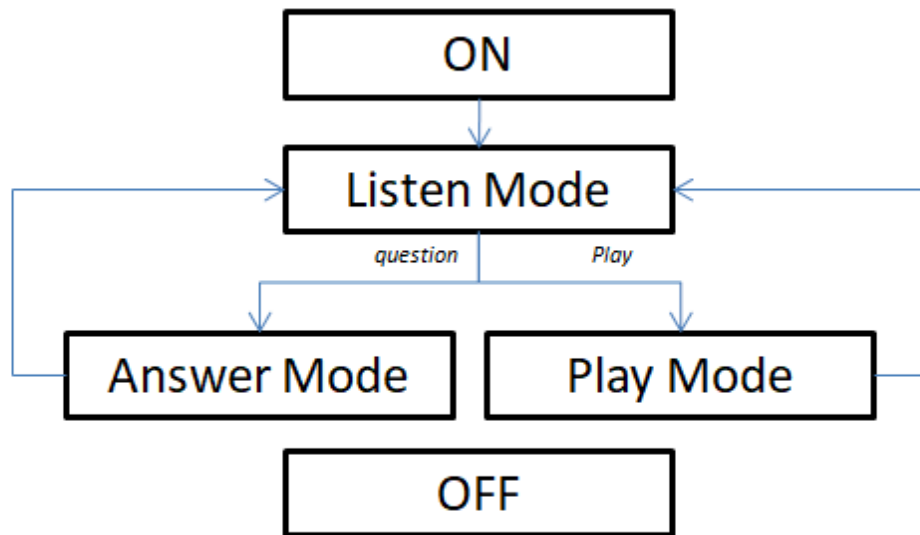 ON
Listen Mode
question Play
Answer Mode Play Mode
OFF